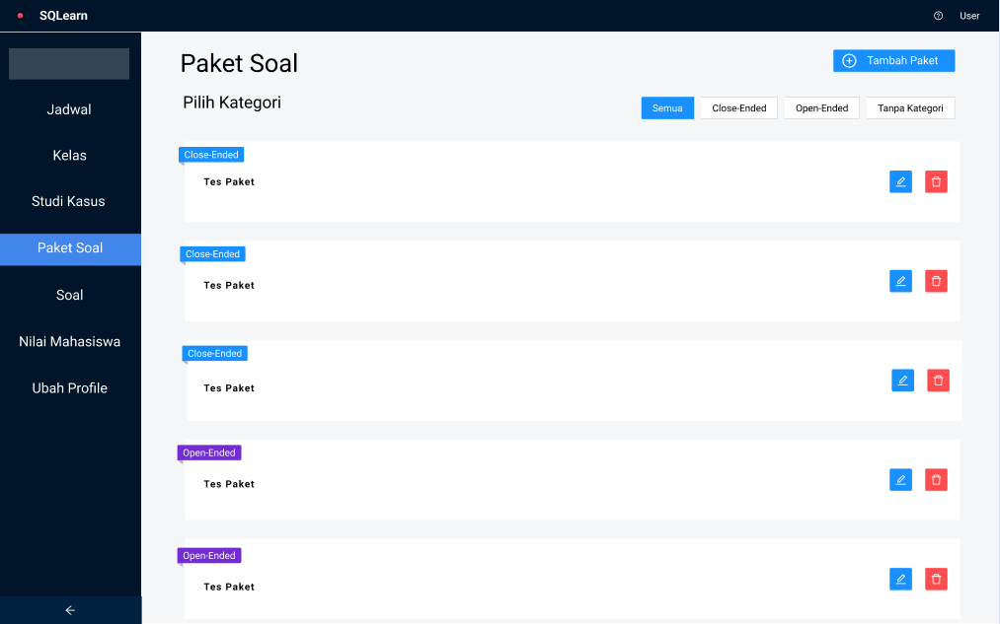 SQLearn
User
Jadwal
Kelas
Studi Kasus
Paket Soal
Soal
Nilai Mahasiswa
Ubah Profile
Paket Soal
Tambah Paket
Pilih Kategori
Semua
Close-Ended
Open-Ended
Tanpa Kategori
Close-Ended
Tes Paket
Close-Ended
Tes Paket
Close-Ended
Tes Paket
Open-Ended
Tes Paket
Open-Ended
Tes Paket